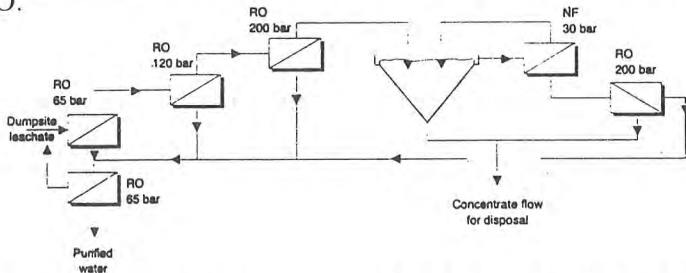 O.
RO
200 bar
NF
30 bar
RO
.120 bar
RO
200 bar
RO
65 bar
Dumpsite
leachate
RO
65 bar
Concentrate flow
for disposal
Purified
water